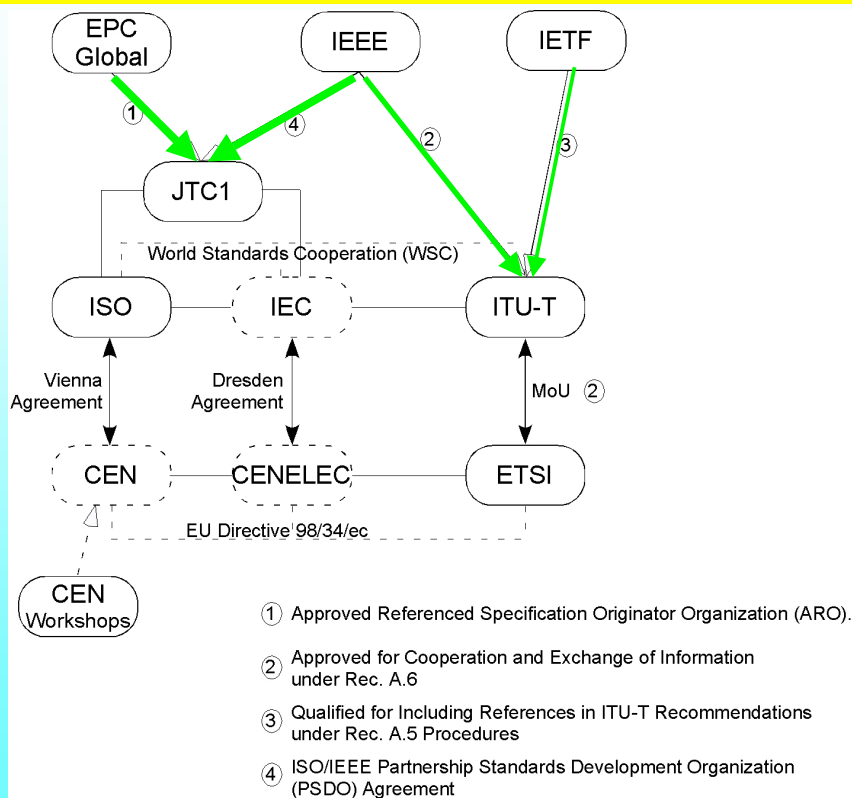 EPC
Global
IEEE
IETF
1
4
2
3
JTC1
World Standards Cooperation (WSC)
ISO
IEC
ITU-T
Vienna
Agreement
Dresden
Agreement
MoU 2
CEN
CENELEC
ETSI
EU Directive 98/34/ec
CEN
Workshops
1 Approved Referenced Specification Originator Organization (ARO).
2 Approved for Cooperation and Exchange of Information
under Rec. A.6
3 Qualified for Including References in ITU-T Recommendations
under Rec. A.5 Procedures
4 ISO/IEEE Partnership Standards Development Organization
(PSDO) Agreement